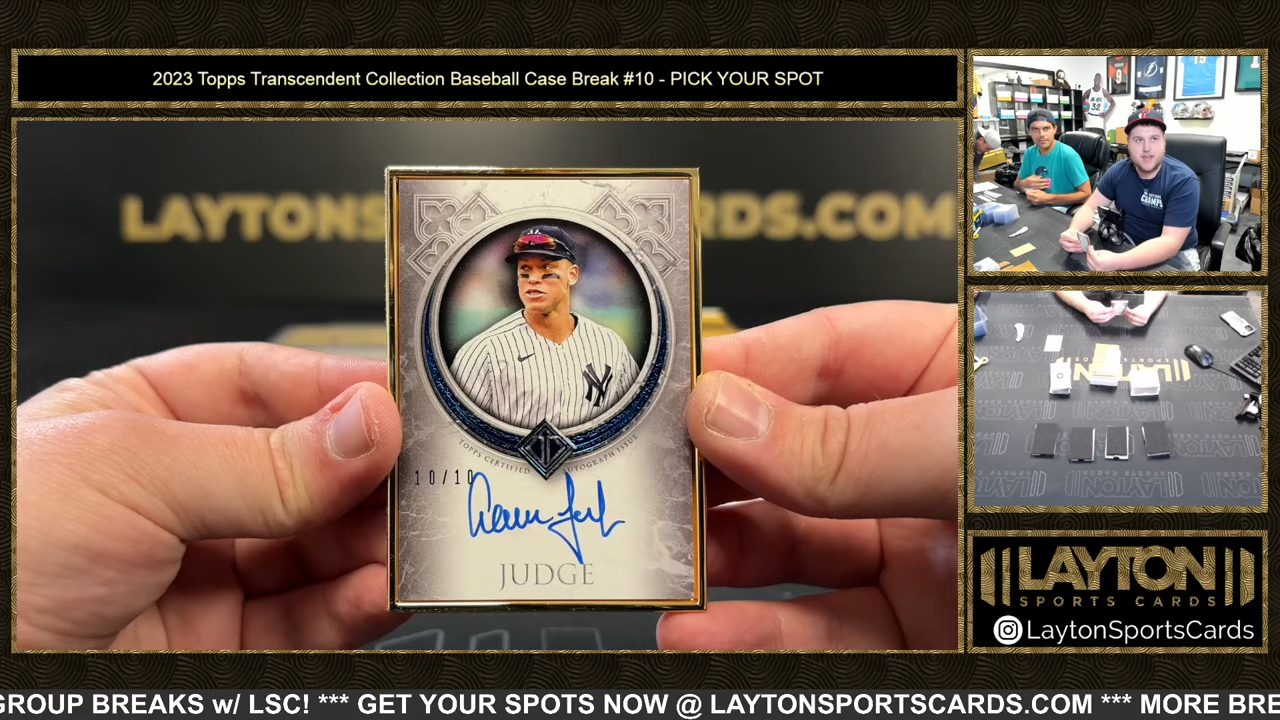 2023 Topps Transcendent Collection Baseball Case Break #10 - PICK YOUR SPOT
LAYTONS CARDS.COM
TOPPS CERTIFIED AUTOGRAPH ISSUE
10/10
JUDGE
LAYTON
SPORTS CARDS
LaytonSportsCards
GROUP BREAKS w/ LSC! *** GET YOUR SPOTS NOW @ LAYTONSPORTSCARDS.COM *** MORE BRE